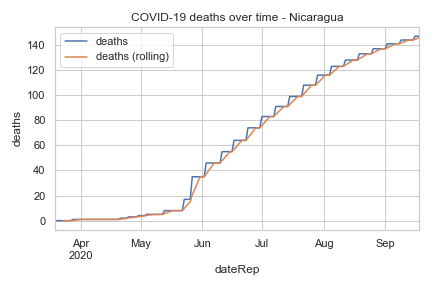 COVID-19 deaths over time - Nicaragua
deaths
deaths (rolling)
140
120
100
80
60
40
20
0
deaths
Apr
2020
May
Jun
Jul
Aug
Sep
dateRep